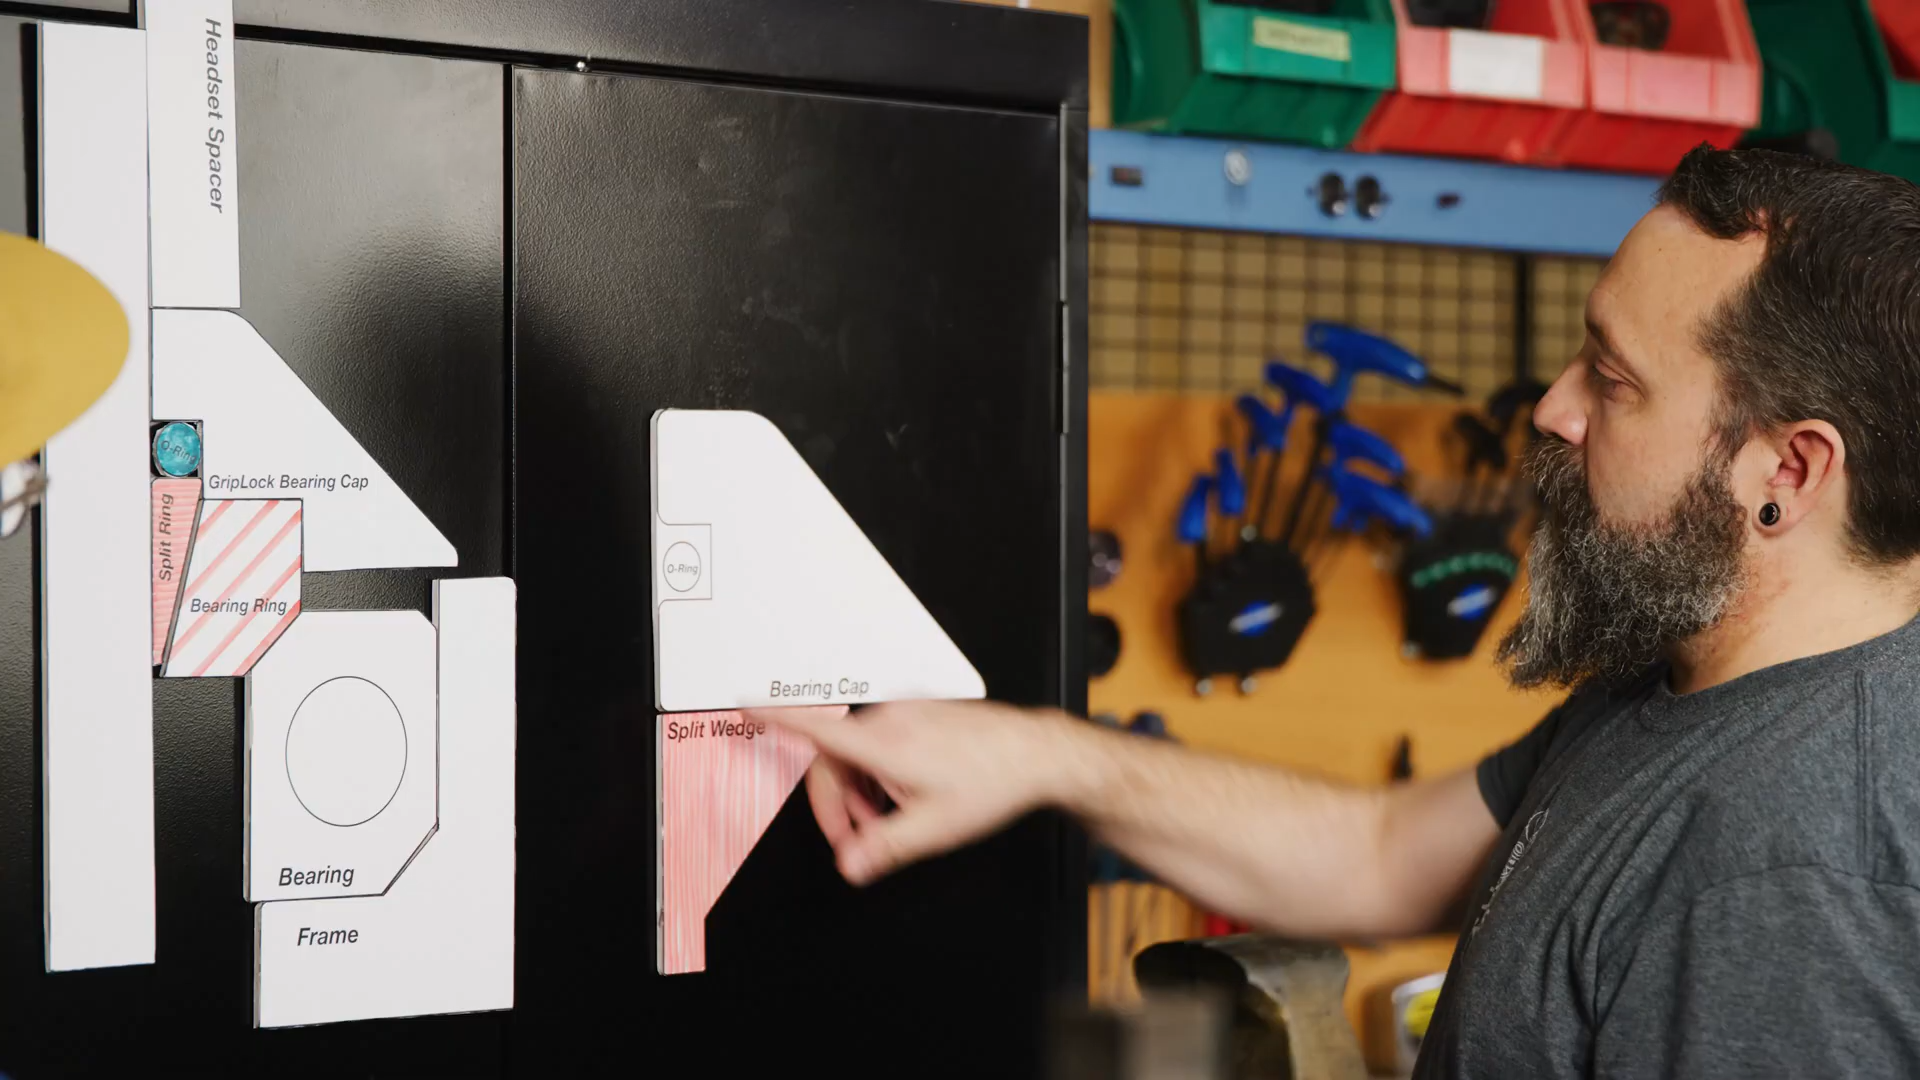 Headset Spacer
O-Ring
GripLock Bearing Cap
Split Ring
Bearing Ring
Bearing
Frame
O-Ring
Bearing Cap
Split Wedge